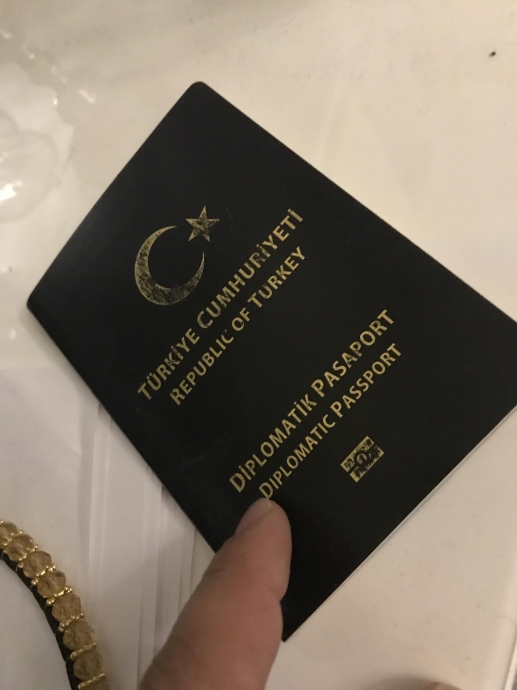 TÜRKİYE CUMHURİYETİ
REPUBLIC OF TURKEY
DİPLOMATİK PASAPORT
DIPLOMATIC PASSPORT